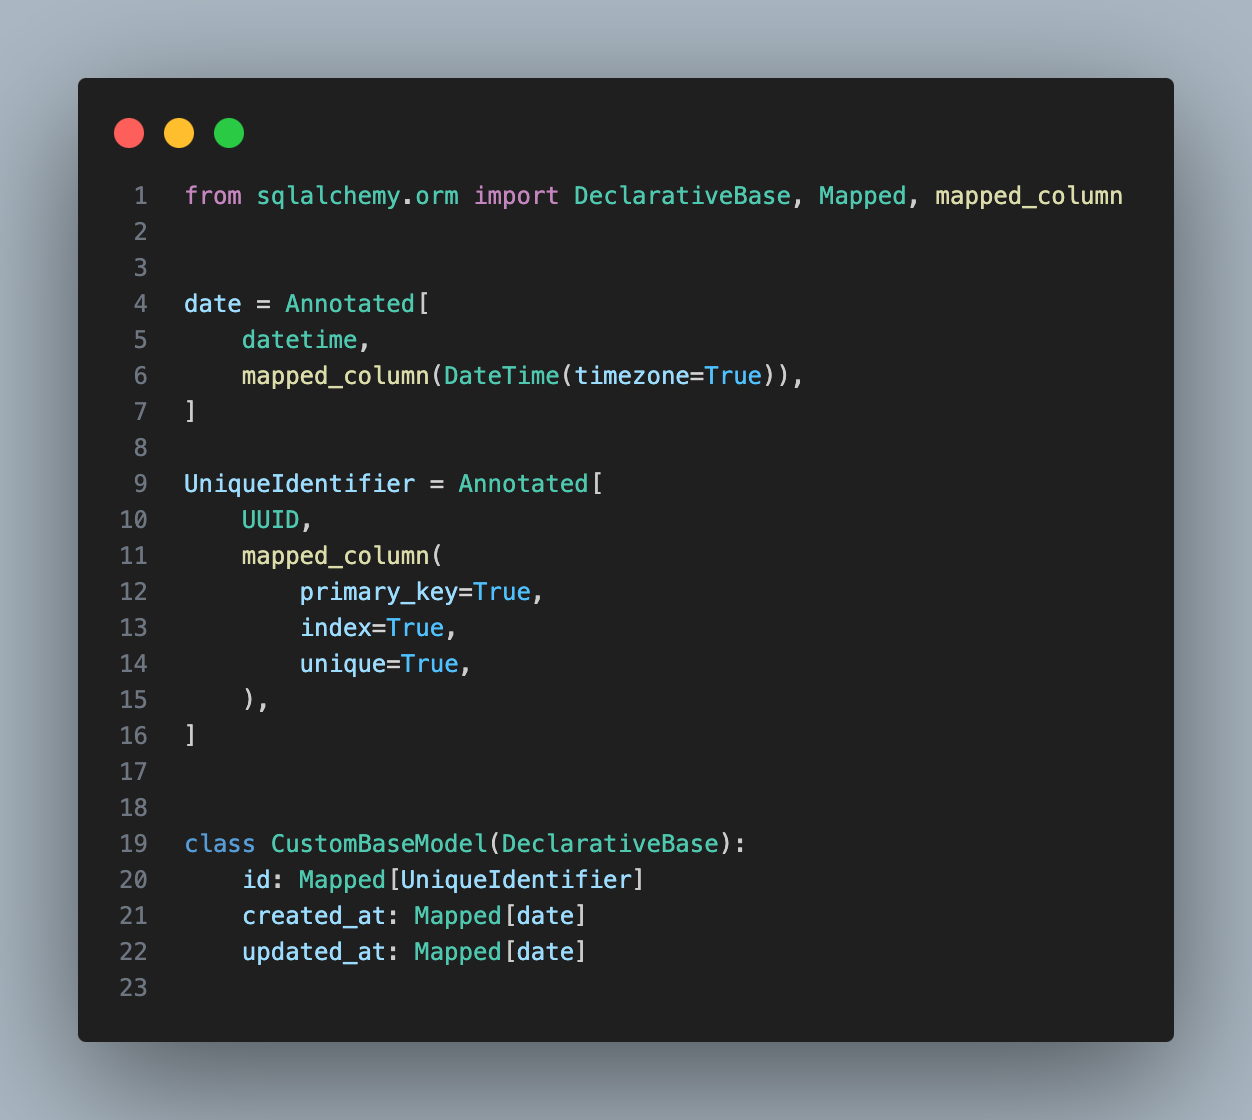 1 from sqlalchemy.orm import DeclarativeBase, Mapped, mapped_column
2
3
4 date = Annotated[
5     datetime,
6     mapped_column(DateTime(timezone=True)),
7 ]
8
9 UniqueIdentifier = Annotated[
10     UUID,
11     mapped_column(
12         primary_key=True,
13         index=True,
14         unique=True,
15     ),
16 ]
17
18
19 class CustomBaseModel(DeclarativeBase):
20     id: Mapped[UniqueIdentifier]
21     created_at: Mapped[date]
22     updated_at: Mapped[date]
23